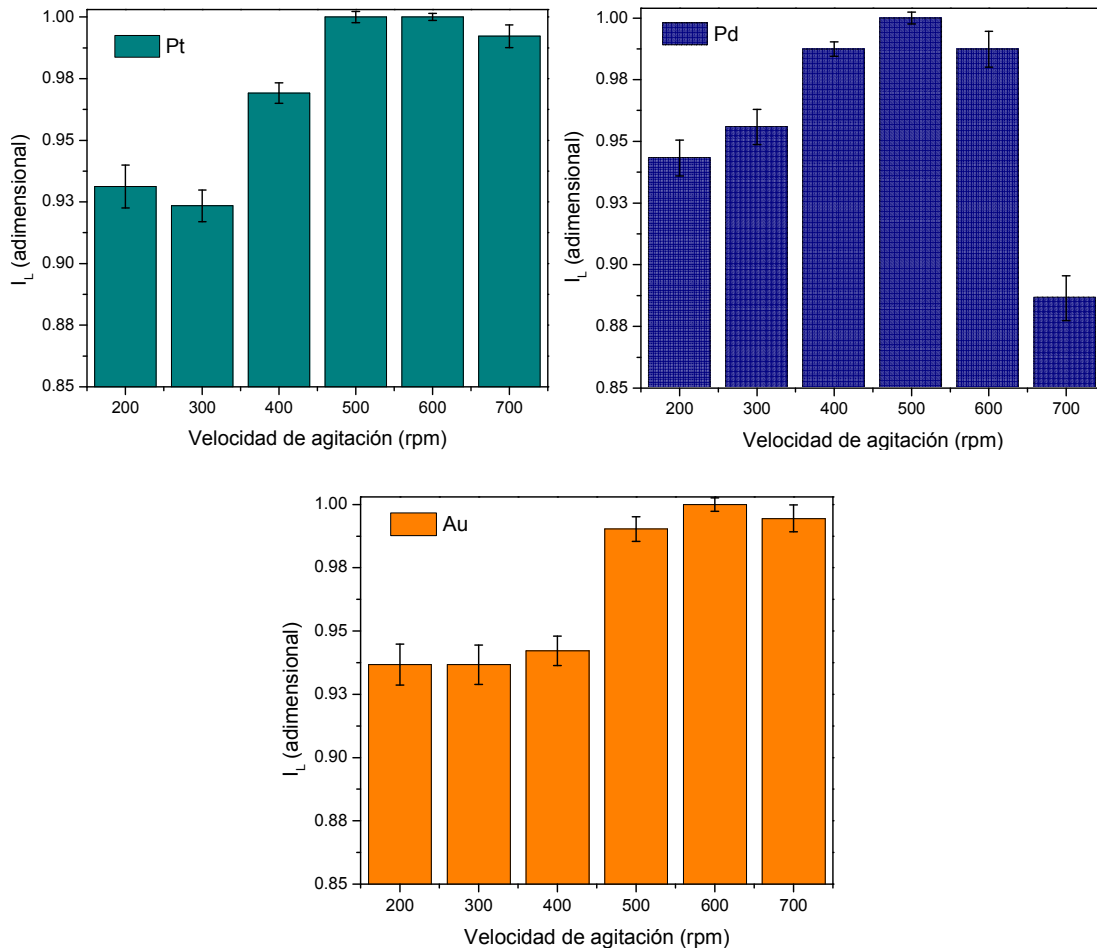 Pt
1.00
0.98
0.95
0.93
0.90
0.88
0.85
I_L (adimensional)
200 300 400 500 600 700
Velocidad de agitación (rpm)
Pd
1.00
0.98
0.95
0.93
0.90
0.88
0.85
I_L (adimensional)
200 300 400 500 600 700
Velocidad de agitación (rpm)
Au
1.00
0.98
0.95
0.93
0.90
0.88
0.85
I_L (adimensional)
200 300 400 500 600 700
Velocidad de agitación (rpm)